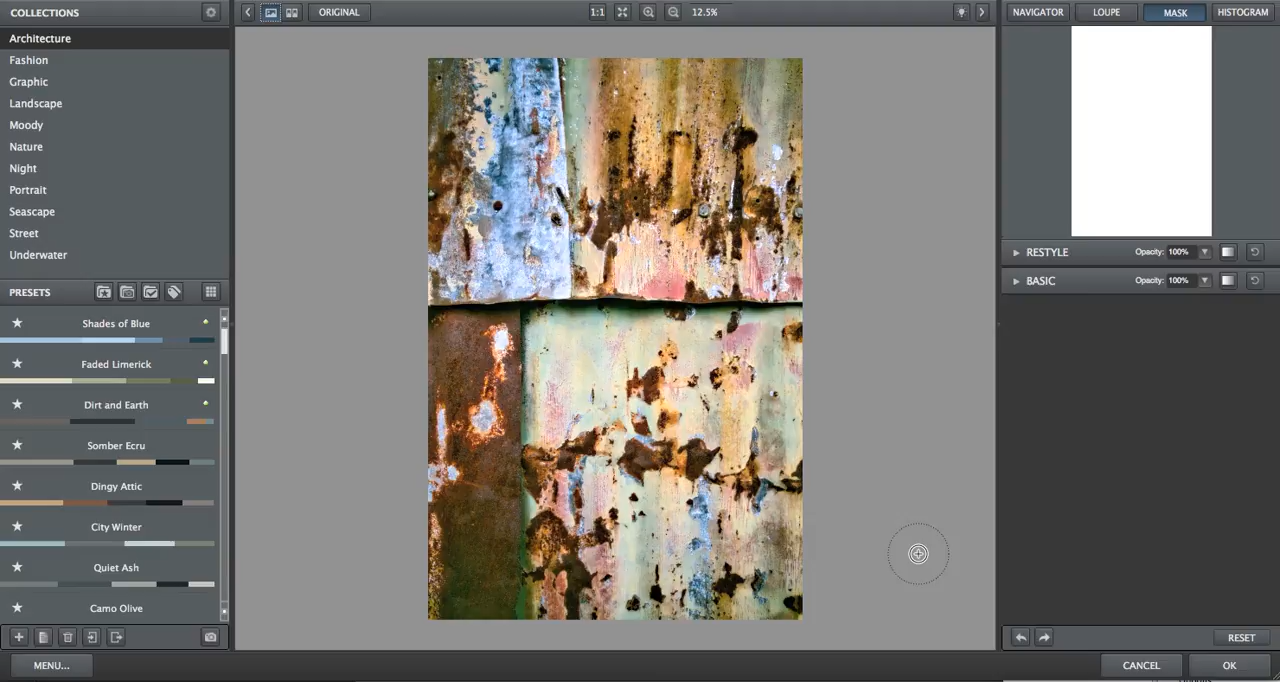 COLLECTIONS
ORIGINAL
1:1
12.5%
NAVIGATOR
LOUPE
MASK
HISTOGRAM
Architecture
Fashion
Graphic
Landscape
Moody
Nature
Night
Portrait
Seascape
Street
Underwater
RESTYLE
Opacity: 100%
BASIC
Opacity: 100%
PRESETS
Shades of Blue
Faded Limerick
Dirt and Earth
Somber Ecru
Dingy Attic
City Winter
Quiet Ash
Camo Olive
RESET
MENU...
CANCEL
OK